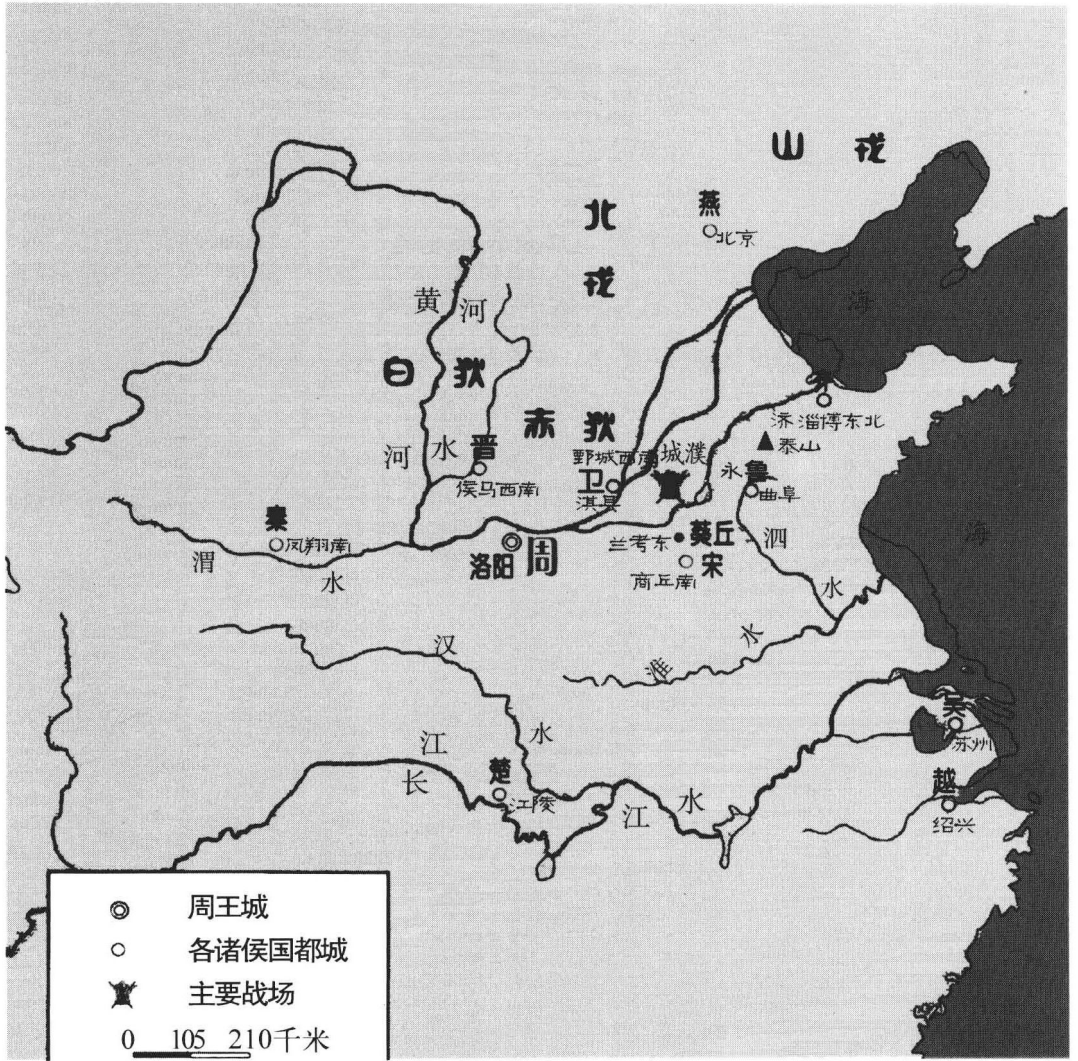 山戎
北戎
燕
北京
黄河
海
白狄
赤狄
济
淄博东北
泰山
河
水
晋
侯马西南
鄄城西南
城濮
卫
淇县
永
鲁
曲阜
秦
凤翔南
渭水
洛阳
周
兰考东
葵丘
宋
商丘南
泗水
海
汉水
淮水
长江
楚
江陵
江水
吴
苏州
越
绍兴
周王城
各诸侯国都城
主要战场
0 105 210千米